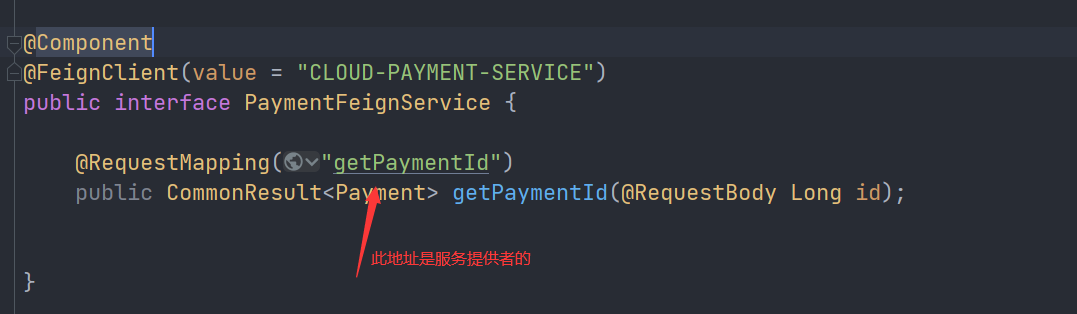 @Component
@FeignClient(value = "CLOUD-PAYMENT-SERVICE")
public interface PaymentFeignService {
@RequestMapping("getPaymentId")
public CommonResult<Payment> getPaymentId(@RequestBody Long id);
此地址是服务提供者的
}